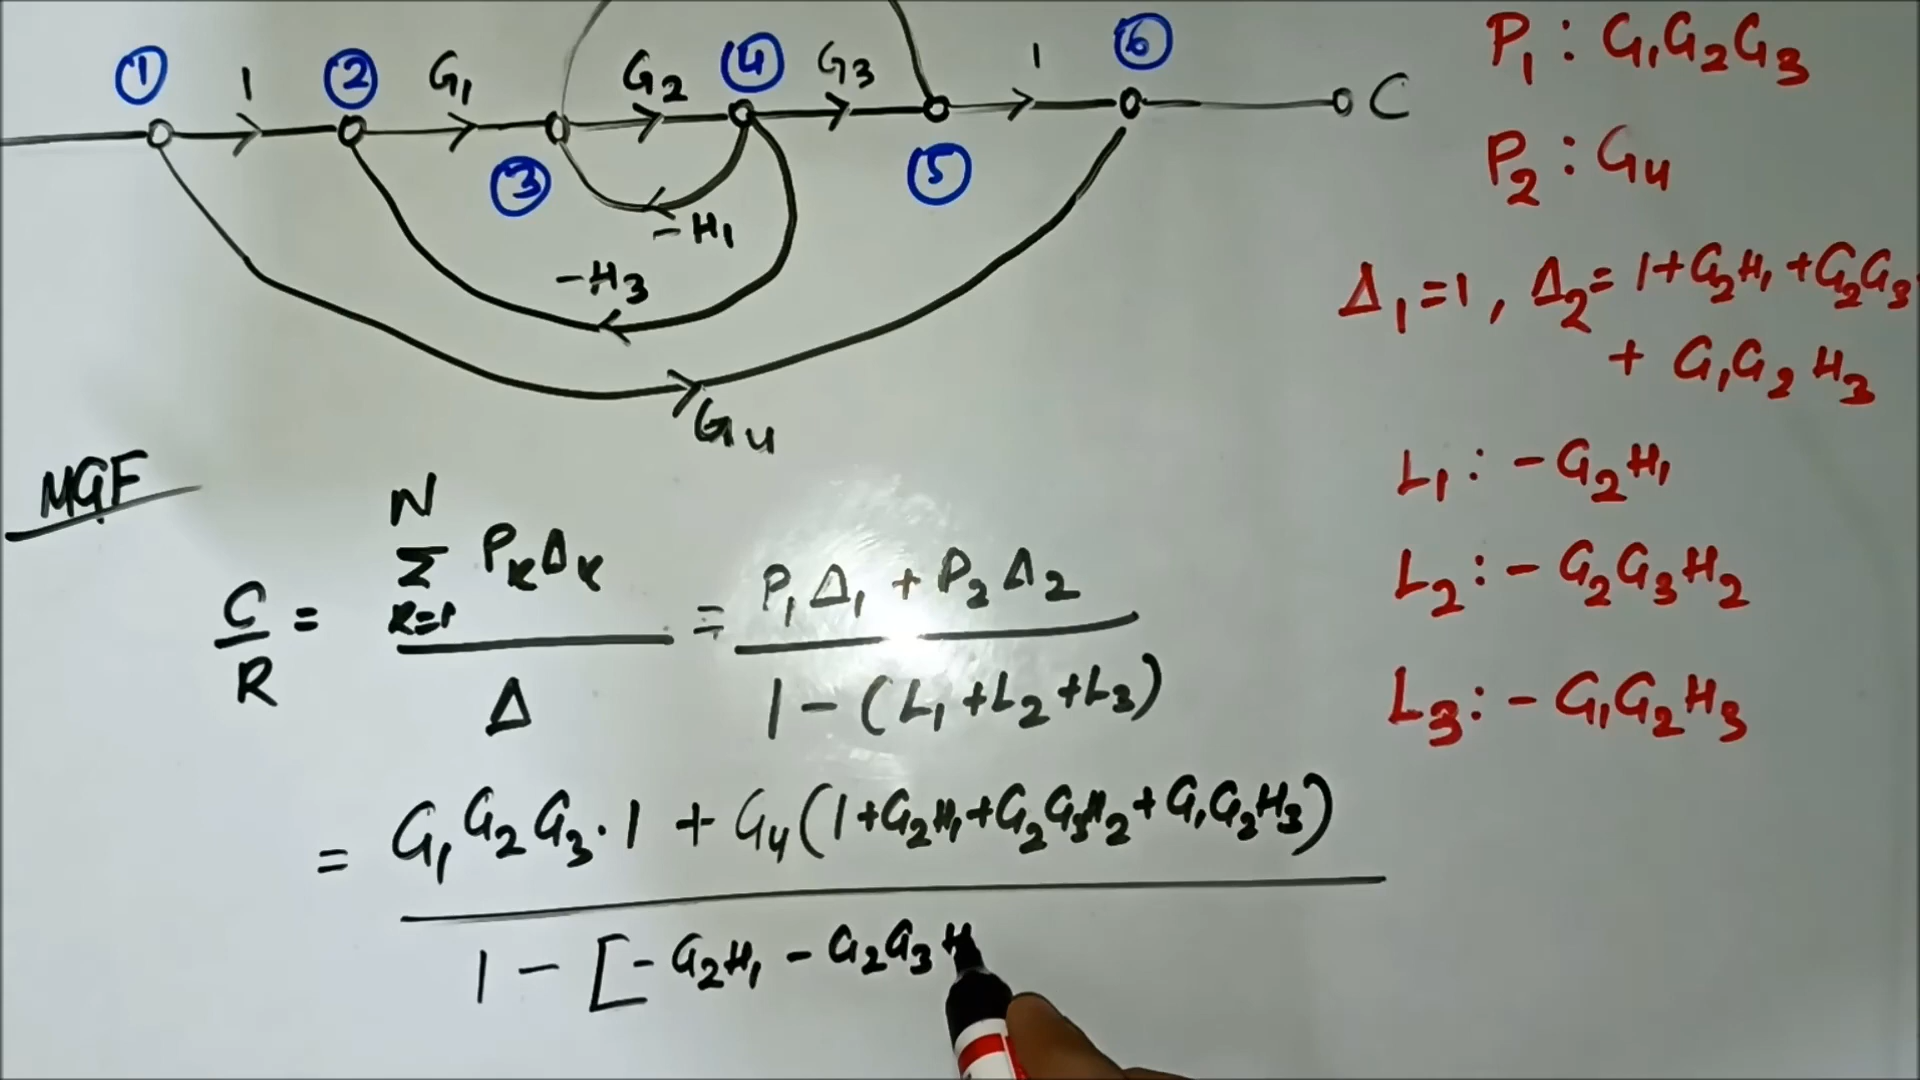 ① 1 ② G₁ ③ G₂ ④ G₃ ⑤ 1 ⑥ C
-H₁
-H₃
G₄
P₁ : G₁G₂G₃
P₂ : G₄
Δ₁=1, Δ₂= 1+G₂H₁+G₂G₃
+ G₁G₂H₃
L₁ : -G₂H₁
L₂ : - G₂G₃H₂
L₃ : - G₁G₂H₃
MGF
N
Σ PₖΔₖ
K=1
C/R = / Δ = P₁Δ₁ + P₂Δ₂ / 1-(L₁+L₂+L₃)
= G₁G₂G₃·1 + G₄(1+G₂H₁+G₂G₃H₂+G₁G₂H₃)
1 - [-G₂H₁ - G₂G₃H